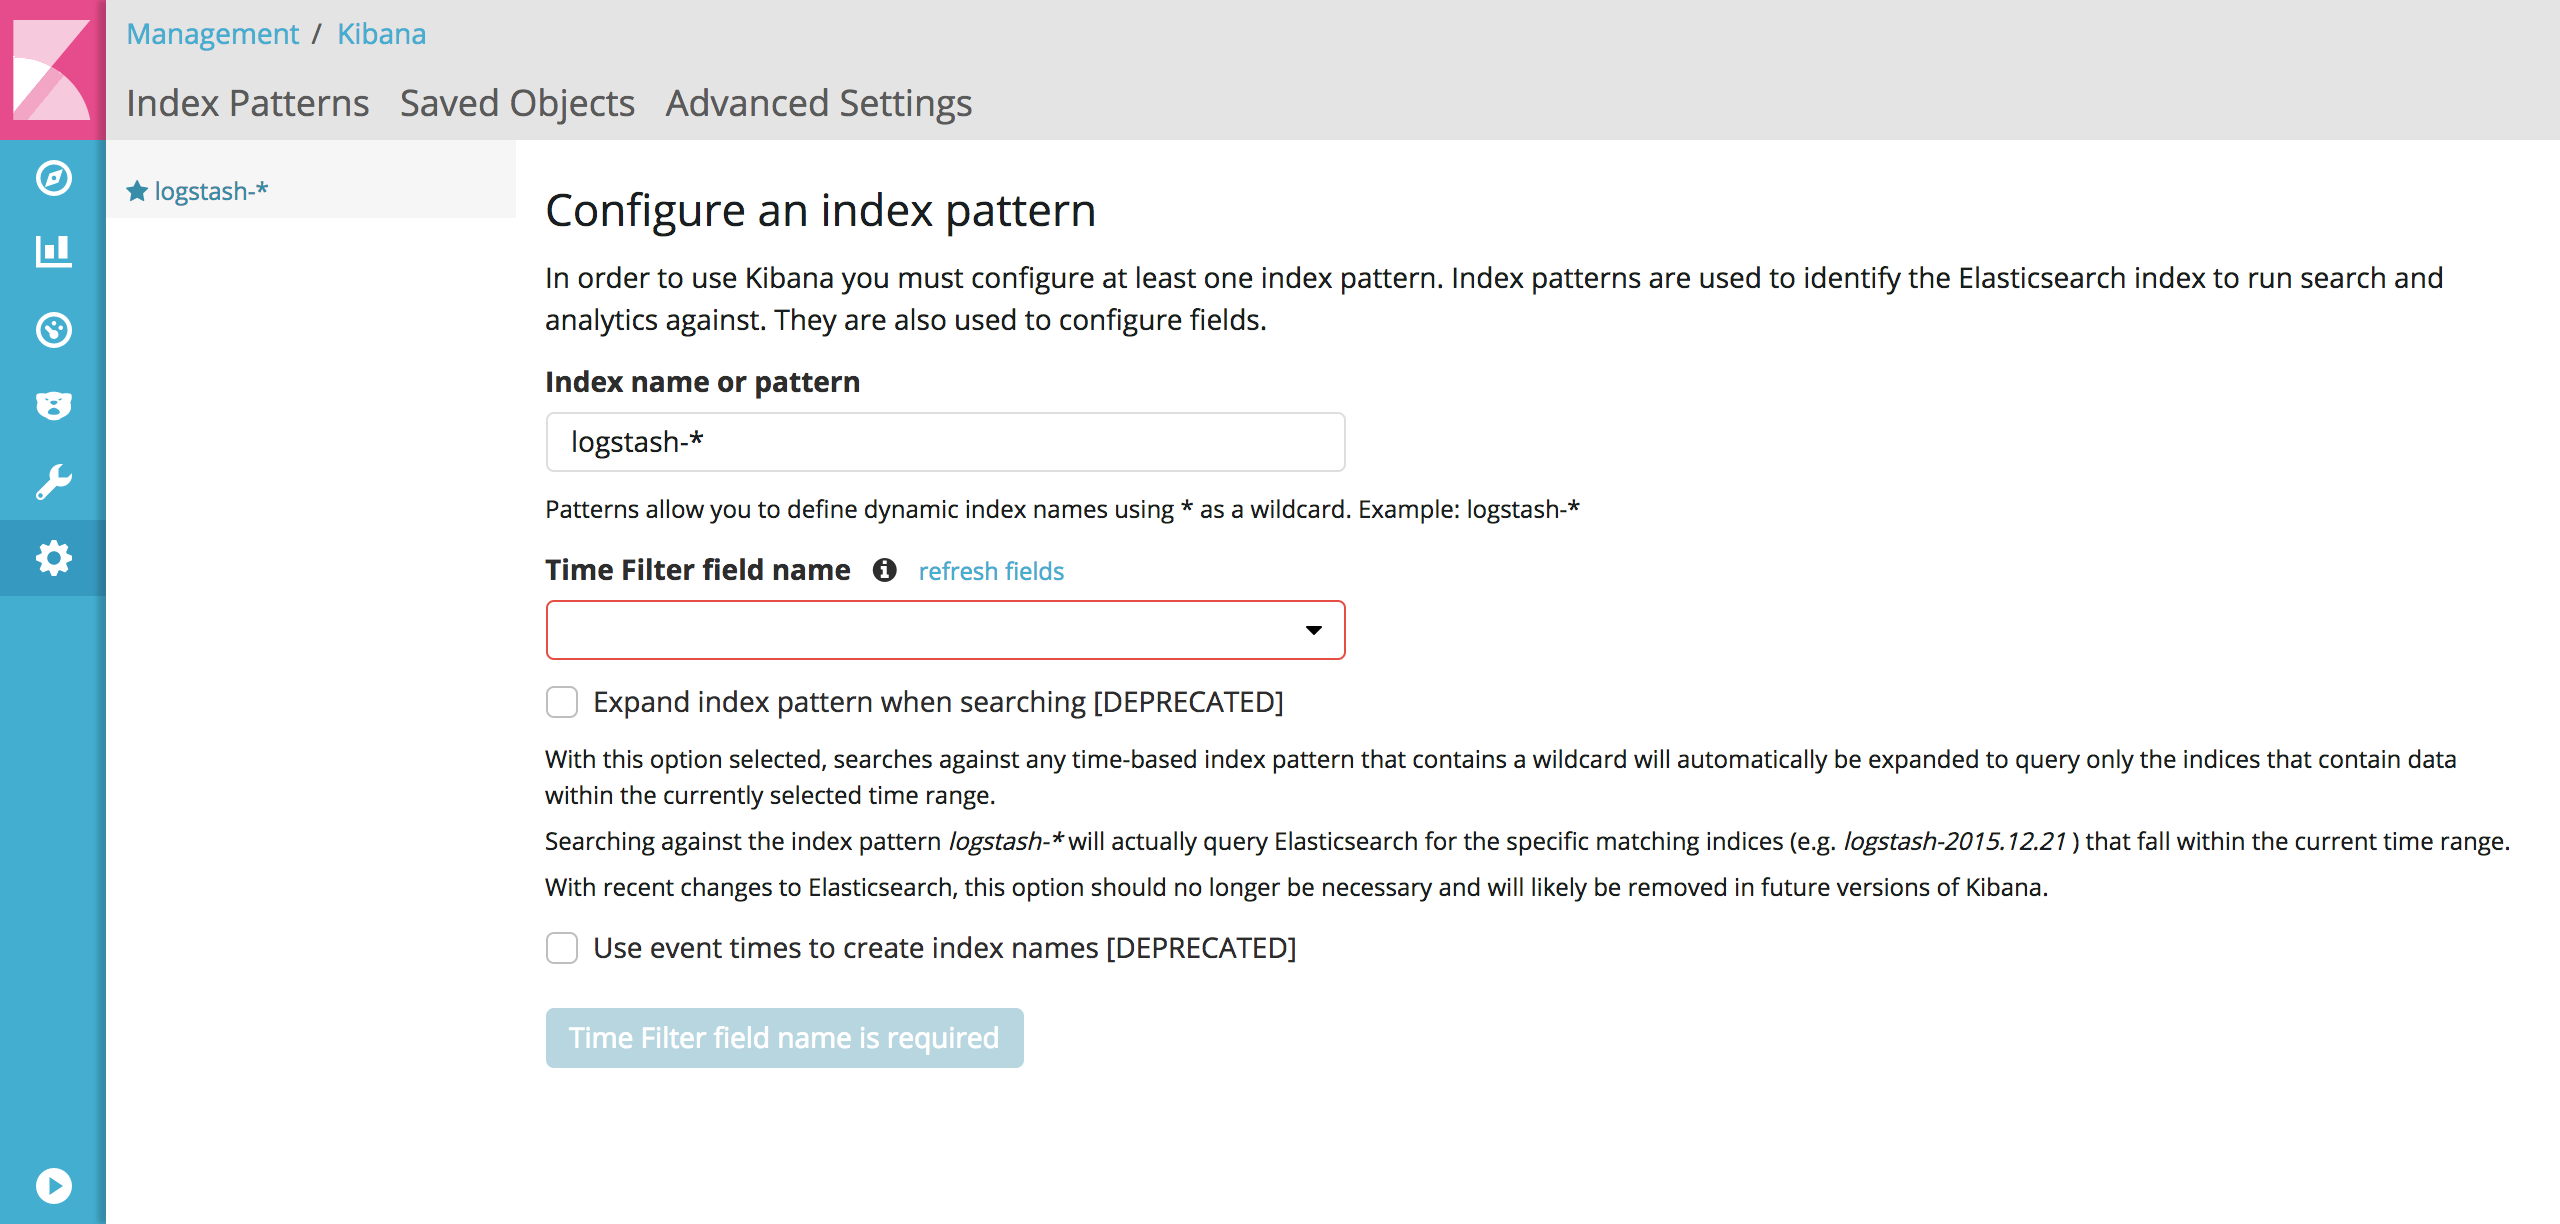 Management / Kibana
Index Patterns Saved Objects Advanced Settings
logstash-*
Configure an index pattern
In order to use Kibana you must configure at least one index pattern. Index patterns are used to identify the Elasticsearch index to run search and
analytics against. They are also used to configure fields.
Index name or pattern
logstash-*
Patterns allow you to define dynamic index names using * as a wildcard. Example: logstash-*
Time Filter field name refresh fields
Expand index pattern when searching [DEPRECATED]
With this option selected, searches against any time-based index pattern that contains a wildcard will automatically be expanded to query only the indices that contain data
within the currently selected time range.
Searching against the index pattern logstash-* will actually query Elasticsearch for the specific matching indices (e.g. logstash-2015.12.21 ) that fall within the current time range.
With recent changes to Elasticsearch, this option should no longer be necessary and will likely be removed in future versions of Kibana.
Use event times to create index names [DEPRECATED]
Time Filter field name is required